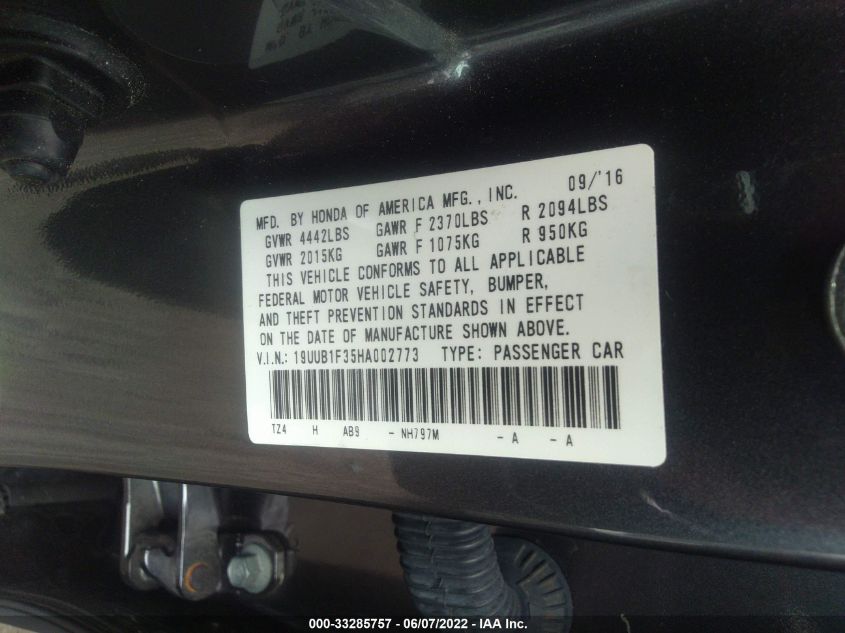 MFD. BY HONDA OF AMERICA MFG., INC. 09/'16
GVWR 4442LBS GAWR F 2370LBS R 2094LBS
GVWR 2015KG GAWR F 1075KG R 950KG
THIS VEHICLE CONFORMS TO ALL APPLICABLE
FEDERAL MOTOR VEHICLE SAFETY, BUMPER,
AND THEFT PREVENTION STANDARDS IN EFFECT
ON THE DATE OF MANUFACTURE SHOWN ABOVE.
V.I.N.: 19UUB1F35HA002773 TYPE: PASSENGER CAR
TZ4 H AB9 - NH797M - A - A
000-33285757 - 06/07/2022 - IAA Inc.